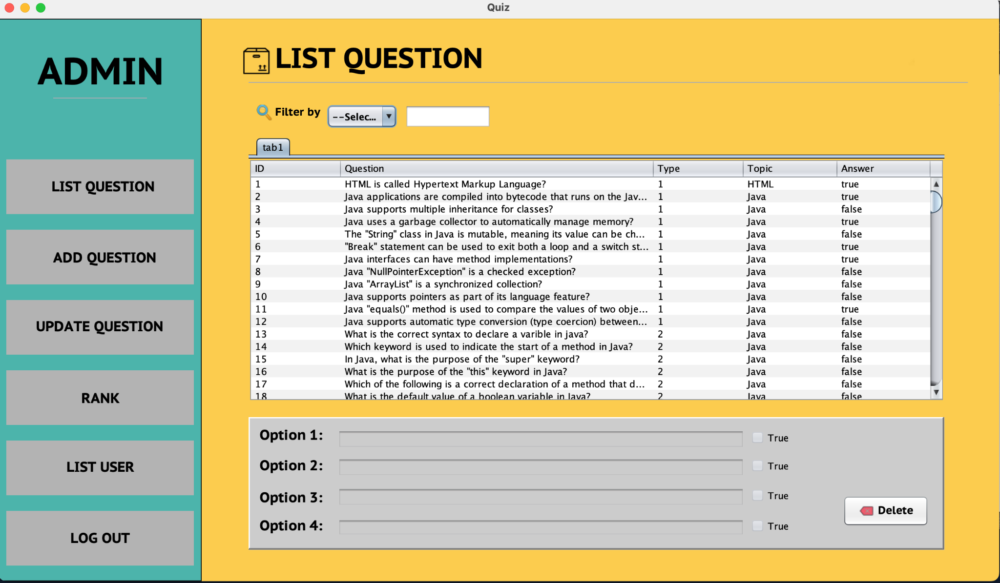 Quiz
ADMIN
LIST QUESTION
ADD QUESTION
UPDATE QUESTION
RANK
LIST USER
LOG OUT
LIST QUESTION
Filter by --Selec...
tab1
ID Question Type Topic Answer
1 HTML is called Hypertext Markup Language? 1 HTML true
2 Java applications are compiled into bytecode that runs on the Jav... 1 Java true
3 Java supports multiple inheritance for classes? 1 Java false
4 Java uses a garbage collector to automatically manage memory? 1 Java true
5 The "String" class in Java is mutable, meaning its value can be ch... 1 Java false
6 "Break" statement can be used to exit both a loop and a switch st... 1 Java true
7 Java interfaces can have method implementations? 1 Java true
8 Java "NullPointerException" is a checked exception? 1 Java false
9 Java "ArrayList" is a synchronized collection? 1 Java false
10 Java supports pointers as part of its language feature? 1 Java false
11 Java "equals()" method is used to compare the values of two obje... 1 Java true
12 Java supports automatic type conversion (type coercion) between... 1 Java false
13 What is the correct syntax to declare a varible in java? 2 Java false
14 Which keyword is used to indicate the start of a method in Java? 2 Java false
15 In Java, what is the purpose of the "super" keyword? 2 Java false
16 What is the purpose of the "this" keyword in Java? 2 Java false
17 Which of the following is a correct declaration of a method that d... 2 Java false
18 What is the default value of a boolean variable in Java? 2 Java false
Option 1: True
Option 2: True
Option 3: True
Option 4: True
Delete